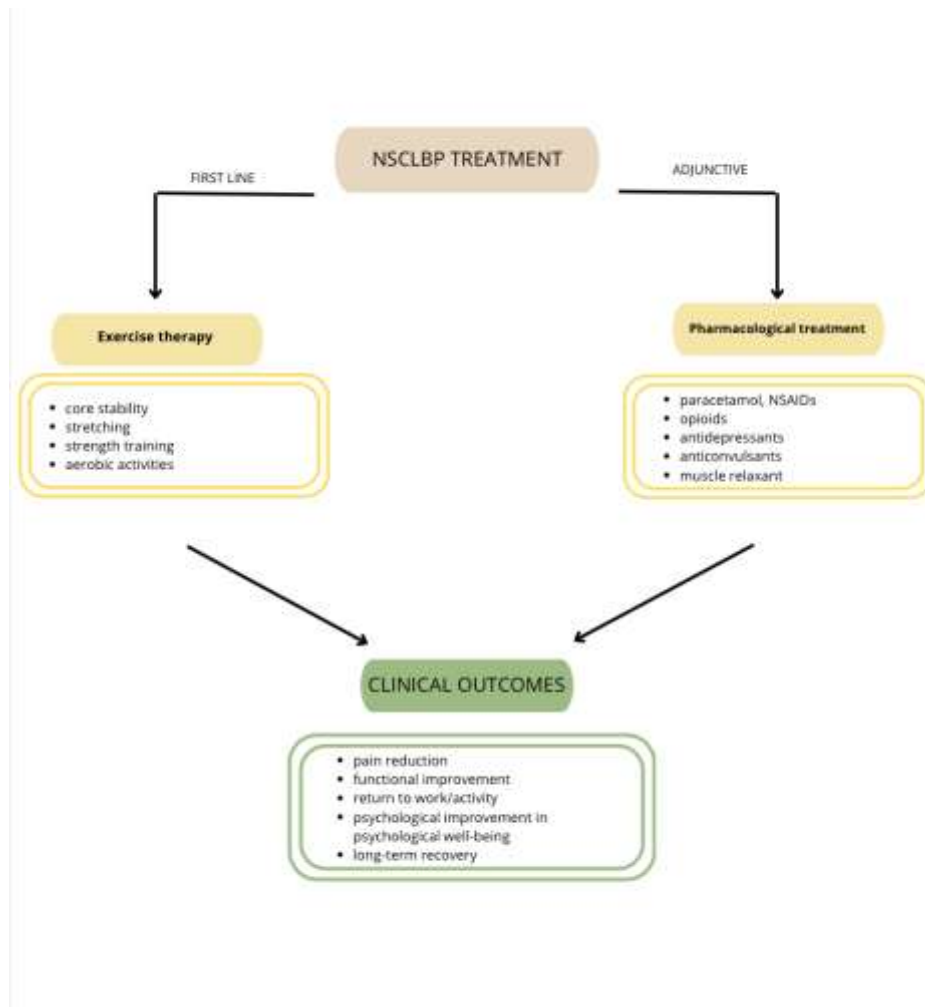 NSCLBP TREATMENT
FIRST LINE
ADJUNCTIVE
Exercise therapy
• core stability
• stretching
• strength training
• aerobic activities
Pharmacological treatment
• paracetamol, NSAIDs
• opioids
• antidepressants
• anticonvulsants
• muscle relaxant
CLINICAL OUTCOMES
• pain reduction
• functional improvement
• return to work/activity
• psychological improvement in
psychological well-being
• long-term recovery